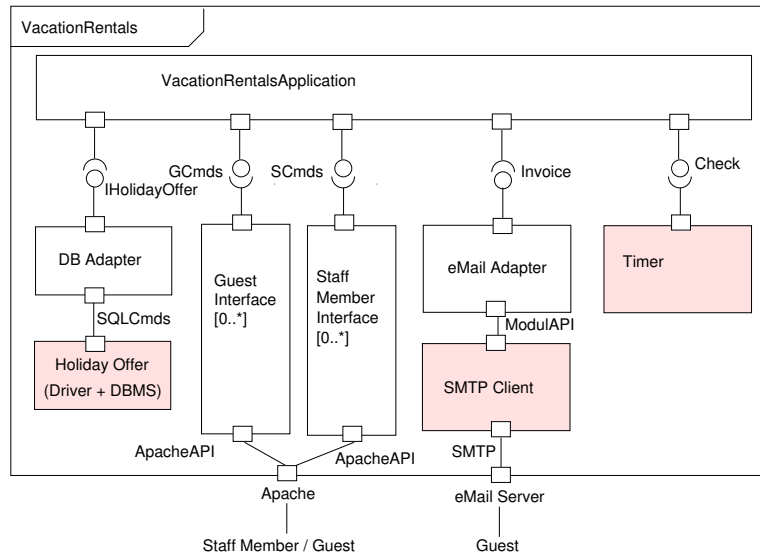 VacationRentals
VacationRentalsApplication
GCmds
SCmds
Invoice
Check
IHolidayOffer
DB Adapter
Guest
Interface
[0..*]
Staff
Member
Interface
[0..*]
eMail Adapter
Timer
SQLCmds
ModulAPI
Holiday Offer
(Driver + DBMS)
SMTP Client
ApacheAPI
ApacheAPI
SMTP
Apache
eMail Server
Staff Member / Guest
Guest